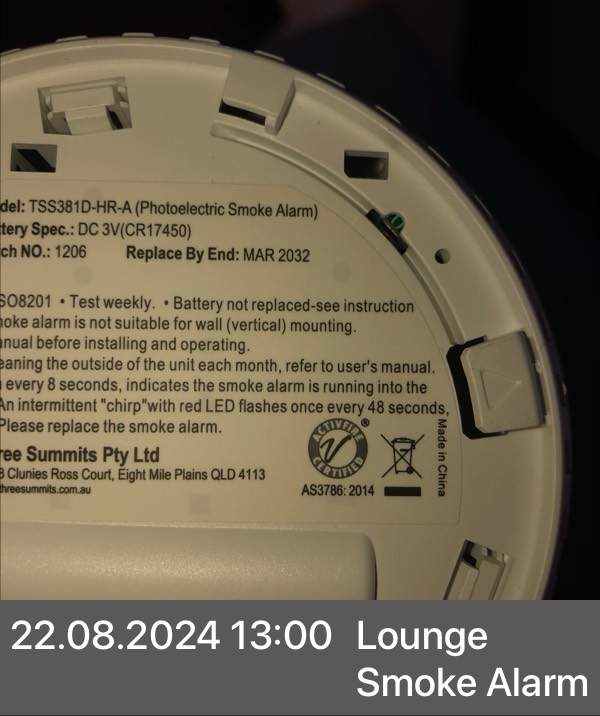 del: TSS381D-HR-A (Photoelectric Smoke Alarm)
tery Spec.: DC 3V(CR17450)
ch NO.: 1206 Replace By End: MAR 2032
SO8201 • Test weekly. • Battery not replaced-see instruction
oke alarm is not suitable for wall (vertical) mounting.
anual before installing and operating.
eaning the outside of the unit each month, refer to user's manual.
every 8 seconds, indicates the smoke alarm is running into the
An intermittent "chirp"with red LED flashes once every 48 seconds,
Please replace the smoke alarm.
ree Summits Pty Ltd
8 Clunies Ross Court, Eight Mile Plains QLD 4113
threesummits.com.au
ACTIVFIRE ®
CERTIFIED
AS3786: 2014
Made in China
22.08.2024 13:00 Lounge
Smoke Alarm